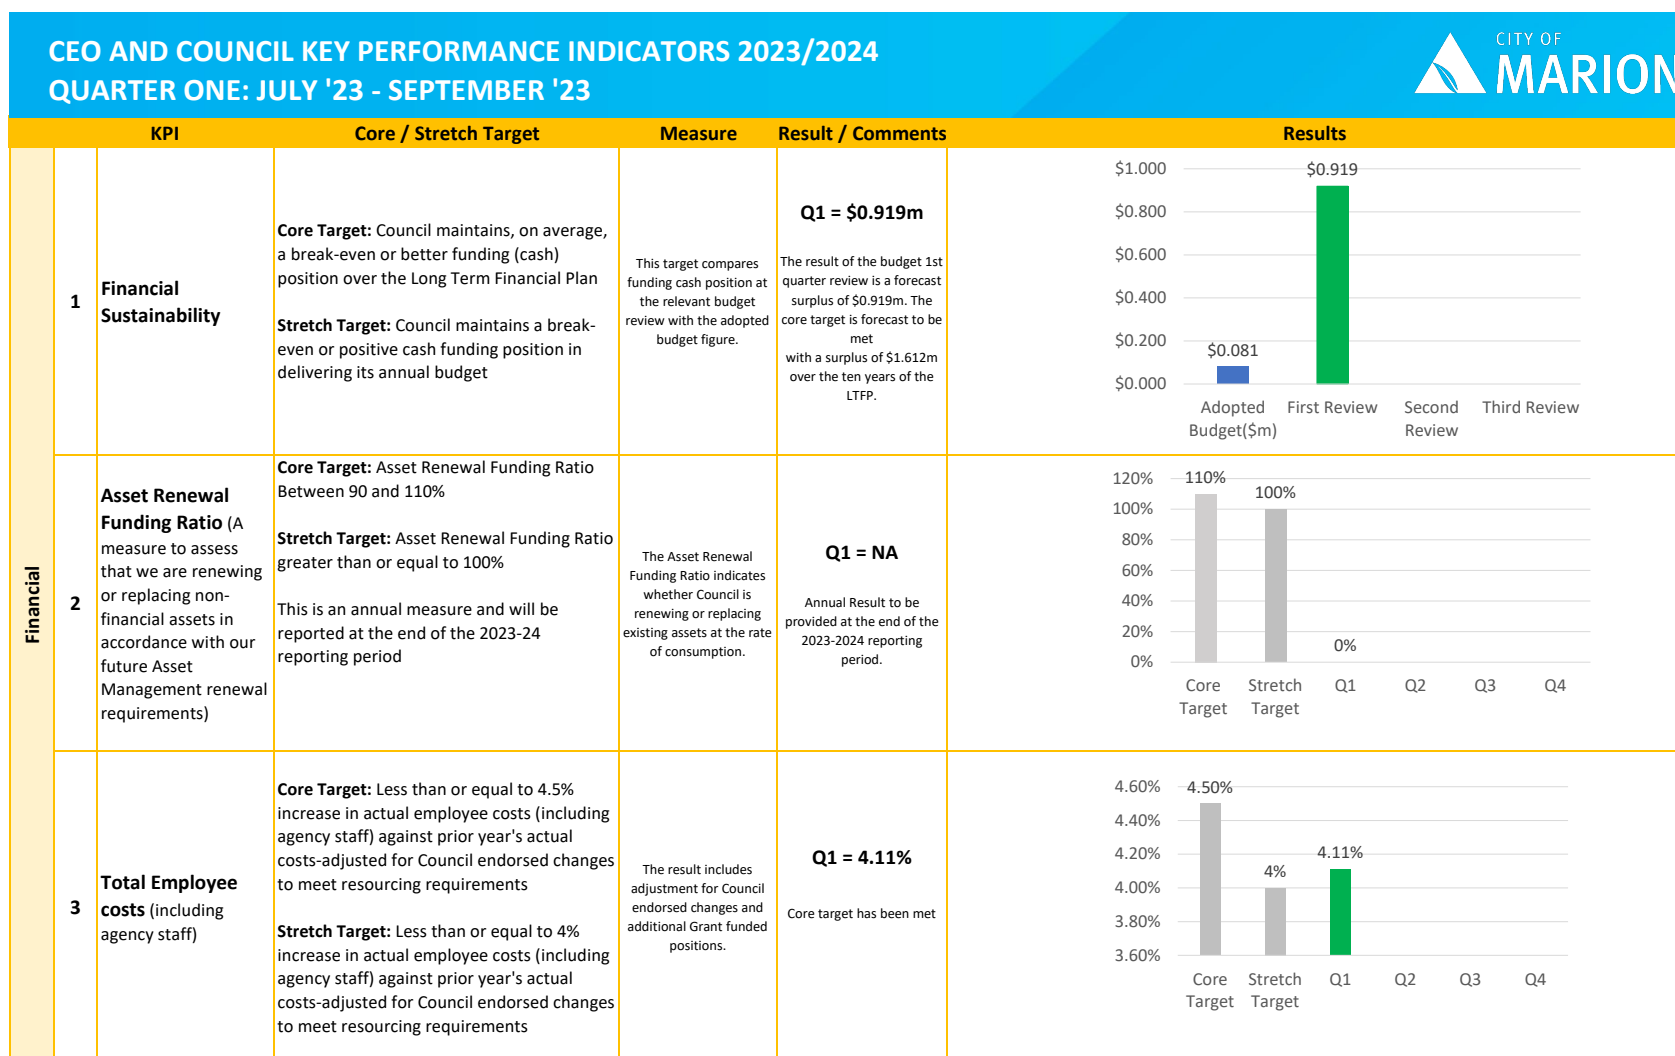 CEO AND COUNCIL KEY PERFORMANCE INDICATORS 2023/2024
QUARTER ONE: JULY '23 - SEPTEMBER '23
CITY OF
MARION
KPI
Core / Stretch Target
Measure
Result / Comments
Results
Financial
1
Financial
Sustainability
Core Target: Council maintains, on average,
a break-even or better funding (cash)
position over the Long Term Financial Plan
Stretch Target: Council maintains a break-
even or positive cash funding position in
delivering its annual budget
This target compares
funding cash position at
the relevant budget
review with the adopted
budget figure.
Q1 = $0.919m
The result of the budget 1st
quarter review is a forecast
surplus of $0.919m. The
core target is forecast to be
met
with a surplus of $1.612m
over the ten years of the
LTFP.
$1.000
$0.800
$0.600
$0.400
$0.200
$0.000
$0.081
$0.919
Adopted
Budget($m)
First Review
Second
Review
Third Review
2
Asset Renewal
Funding Ratio (A
measure to assess
that we are renewing
or replacing non-
financial assets in
accordance with our
future Asset
Management renewal
requirements)
Core Target: Asset Renewal Funding Ratio
Between 90 and 110%
Stretch Target: Asset Renewal Funding Ratio
greater than or equal to 100%
This is an annual measure and will be
reported at the end of the 2023-24
reporting period
The Asset Renewal
Funding Ratio indicates
whether Council is
renewing or replacing
existing assets at the rate
of consumption.
Q1 = NA
Annual Result to be
provided at the end of the
2023-2024 reporting
period.
120%
100%
80%
60%
40%
20%
0%
110%
100%
0%
Core
Target
Stretch
Target
Q1
Q2
Q3
Q4
3
Total Employee
costs (including
agency staff)
Core Target: Less than or equal to 4.5%
increase in actual employee costs (including
agency staff) against prior year's actual
costs-adjusted for Council endorsed changes
to meet resourcing requirements
Stretch Target: Less than or equal to 4%
increase in actual employee costs (including
agency staff) against prior year's actual
costs-adjusted for Council endorsed changes
to meet resourcing requirements
The result includes
adjustment for Council
endorsed changes and
additional Grant funded
positions.
Q1 = 4.11%
Core target has been met
4.60%
4.40%
4.20%
4.00%
3.80%
3.60%
4.50%
4%
4.11%
Core
Target
Stretch
Target
Q1
Q2
Q3
Q4